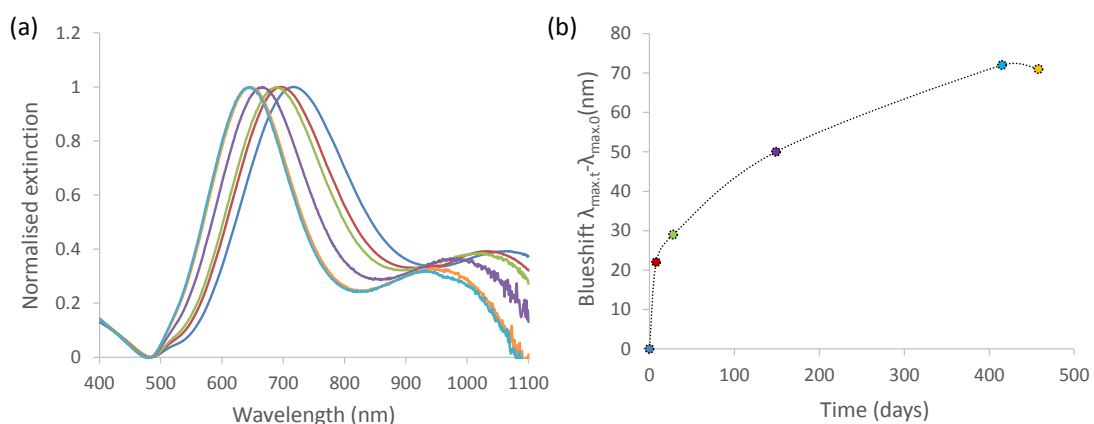 (a)
1.2
1
0.8
0.6
0.4
0.2
0
400 500 600 700 800 900 1000 1100
Normalised extinction
Wavelength (nm)
(b)
80
70
60
50
40
30
20
10
0
0 100 200 300 400 500
Blueshift λmax.t-λmax.0(nm)
Time (days)